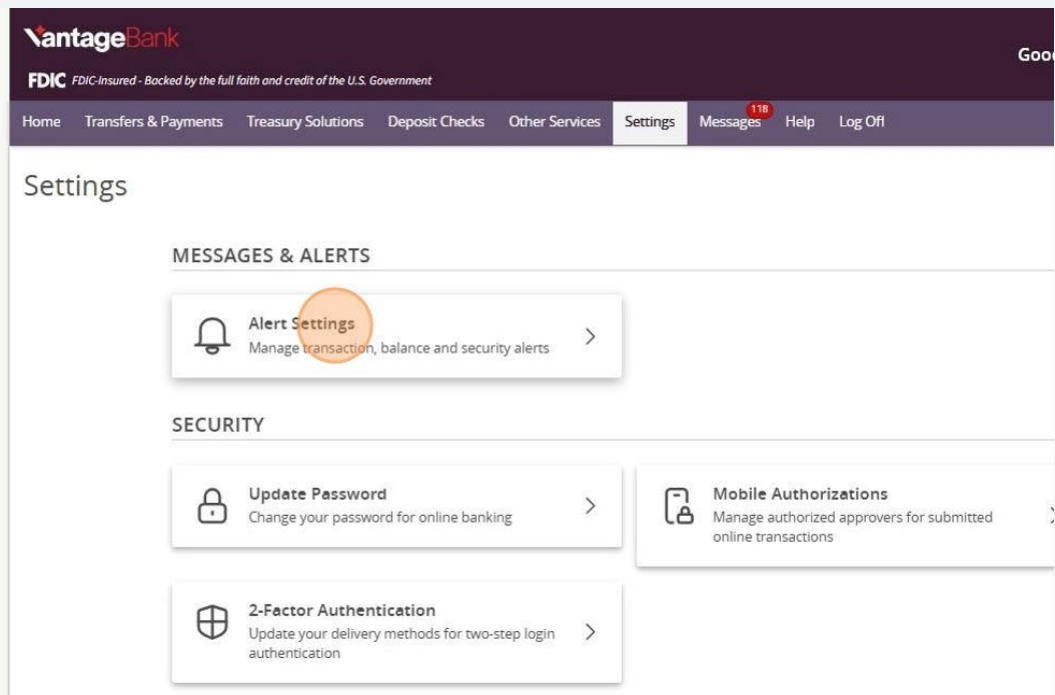 VantageBank
FDIC FDIC-Insured - Backed by the full faith and credit of the U.S. Government
Home Transfers & Payments Treasury Solutions Deposit Checks Other Services Settings Messages 118 Help Log Off
Settings
MESSAGES & ALERTS
Alert Settings
Manage transaction, balance and security alerts
SECURITY
Update Password
Change your password for online banking
Mobile Authorizations
Manage authorized approvers for submitted
online transactions
2-Factor Authentication
Update your delivery methods for two-step login
authentication